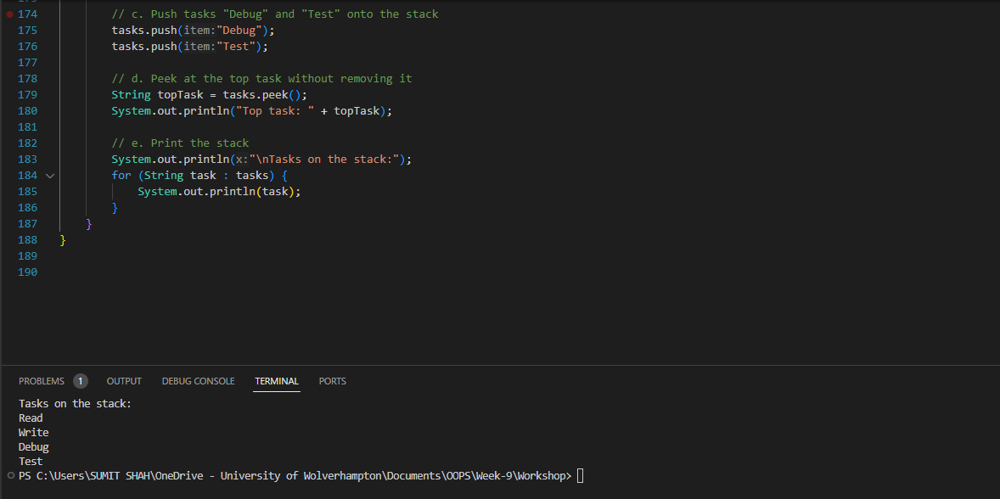 174 // c. Push tasks "Debug" and "Test" onto the stack
175 tasks.push(item:"Debug");
176 tasks.push(item:"Test");
177
178 // d. Peek at the top task without removing it
179 String topTask = tasks.peek();
180 System.out.println("Top task: " + topTask);
181
182 // e. Print the stack
183 System.out.println(x:"\nTasks on the stack:");
184 for (String task : tasks) {
185 System.out.println(task);
186 }
187 }
188 }
189
190
PROBLEMS 1 OUTPUT DEBUG CONSOLE TERMINAL PORTS
Tasks on the stack:
Read
Write
Debug
Test
PS C:\Users\SUMIT SHAH\OneDrive - University of Wolverhampton\Documents\OOPS\Week-9\Workshop>